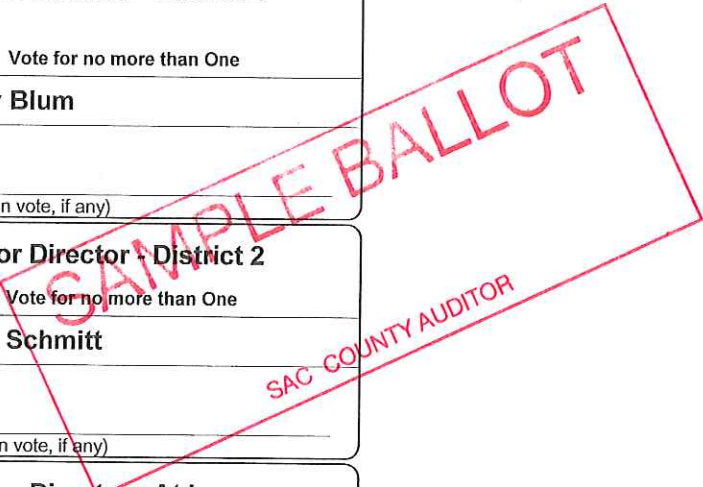 Vote for no more than One
Blum
n vote, if any)
or Director - District 2
Vote for no more than One
Schmitt
n vote, if any)
SAMPLE BALLOT
SAC COUNTY AUDITOR